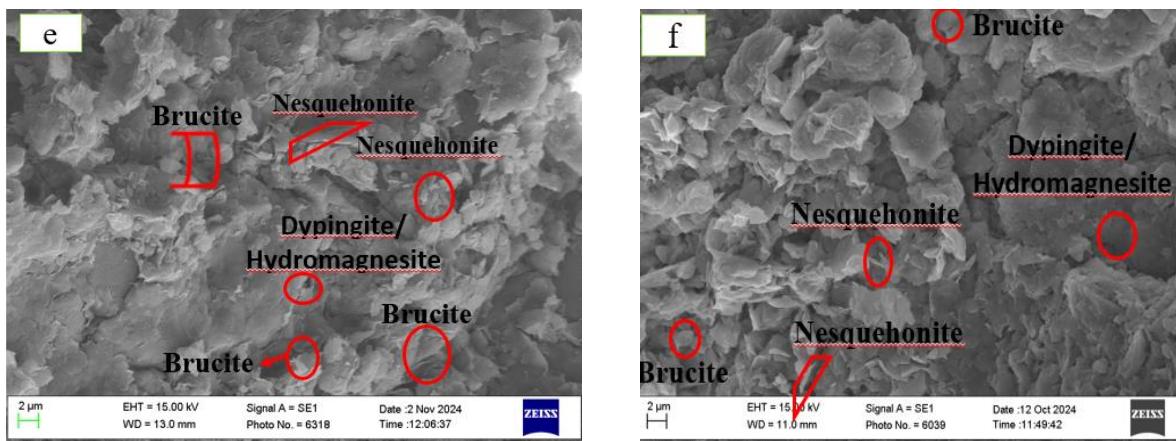 e
Brucite
Nesquehonite
Nesquehonite
Dypingite/
Hydromagnesite
Brucite
Brucite
2 µm
EHT = 15.00 kV
WD = 13.0 mm
Signal A = SE1
Photo No. = 6318
Date :2 Nov 2024
Time :12:06:37
ZEISS
f
Brucite
Dypingite/
Hydromagnesite
Nesquehonite
Nesquehonite
Brucite
2 µm
EHT = 15.00 kV
WD = 11.0 mm
Signal A = SE1
Photo No. = 6039
Date :12 Oct 2024
Time :11:49:42
ZEISS